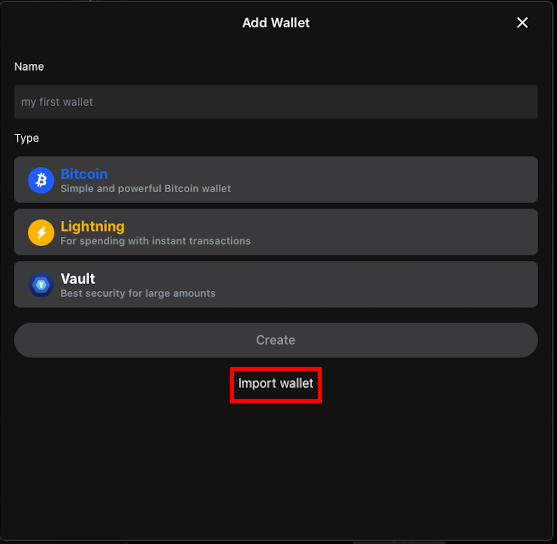 Add Wallet
Name
my first wallet
Type
Bitcoin
Simple and powerful Bitcoin wallet
Lightning
For spending with instant transactions
Vault
Best security for large amounts
Create
Import wallet